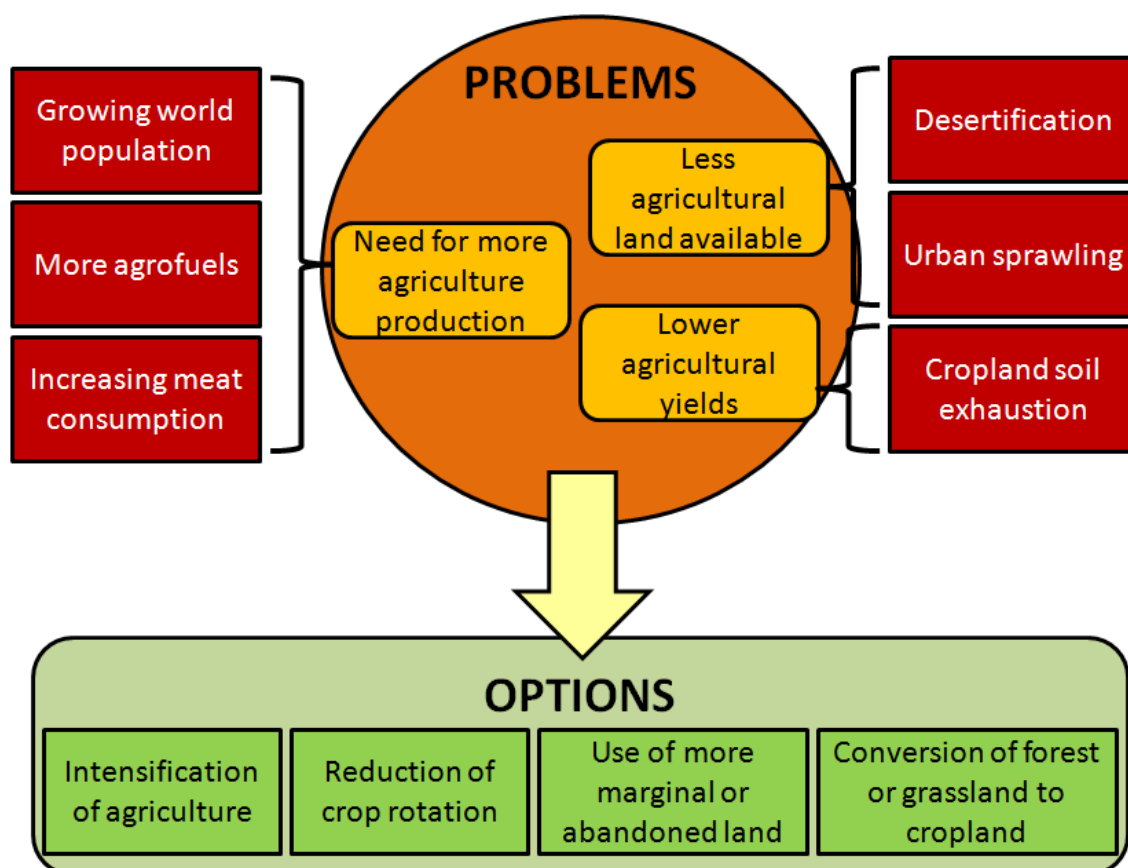 PROBLEMS
Growing world
population
More agrofuels
Increasing meat
consumption
Need for more
agriculture
production
Less
agricultural
land available
Lower
agricultural
yields
Desertification
Urban sprawling
Cropland soil
exhaustion
OPTIONS
Intensification
of agriculture
Reduction of
crop rotation
Use of more
marginal or
abandoned land
Conversion of forest
or grassland to
cropland